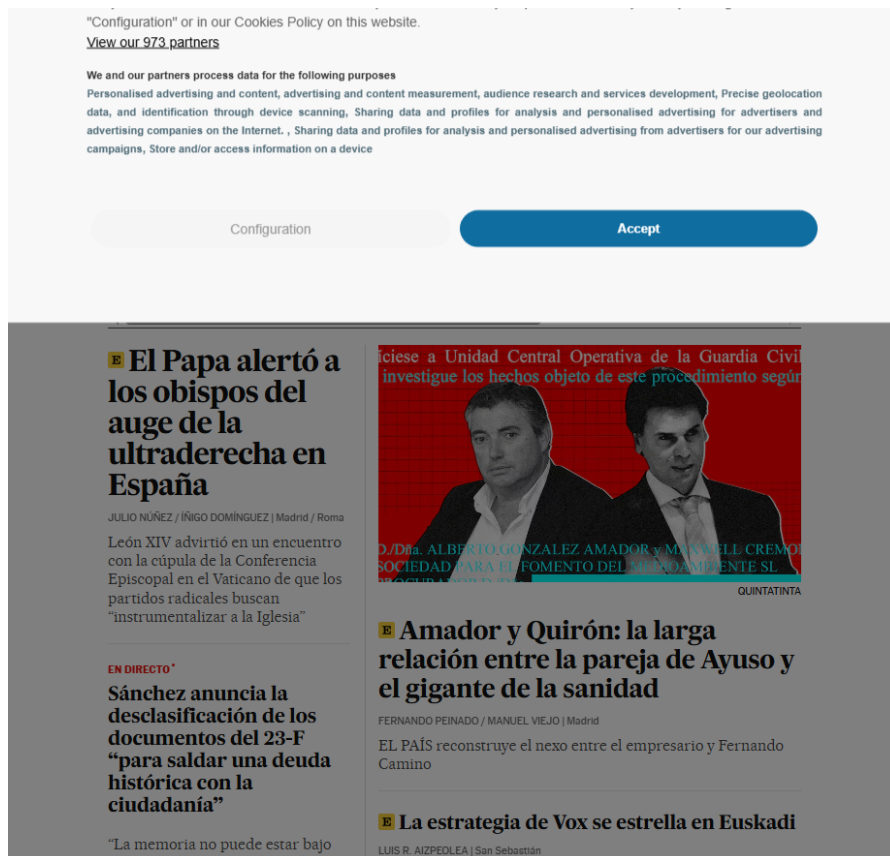 "Configuration" or in our Cookies Policy on this website.
View our 973 partners
We and our partners process data for the following purposes
Personalised advertising and content, advertising and content measurement, audience research and services development, Precise geolocation
data, and identification through device scanning, Sharing data and profiles for analysis and personalised advertising for advertisers and
advertising companies on the Internet. , Sharing data and profiles for analysis and personalised advertising from advertisers for our advertising
campaigns, Store and/or access information on a device
Configuration
Accept
E El Papa alertó a
los obispos del
auge de la
ultraderecha en
España
JULIO NÚÑEZ / ÍÑIGO DOMÍNGUEZ | Madrid / Roma
León XIV advirtió en un encuentro
con la cúpula de la Conferencia
Episcopal en el Vaticano de que los
partidos radicales buscan
“instrumentalizar a la Iglesia”
EN DIRECTO
Sánchez anuncia la
desclasificación de los
documentos del 23-F
“para saldar una deuda
histórica con la
ciudadanía”
“La memoria no puede estar bajo
iciese a Unidad Central Operativa de la Guardia Civil
investigue los hechos objeto de este procedimiento según
D./Dña. ALBERTO GONZALEZ AMADOR y MAXWELL CREMO
SOCIEDAD PARA EL FOMENTO DEL MEDIOAMBIENTE SL
QUINTATINTA
E Amador y Quirón: la larga
relación entre la pareja de Ayuso y
el gigante de la sanidad
FERNANDO PEINADO / MANUEL VIEJO | Madrid
EL PAÍS reconstruye el nexo entre el empresario y Fernando
Camino
E La estrategia de Vox se estrella en Euskadi
LUIS R. AIZPEOLEA | San Sebastián